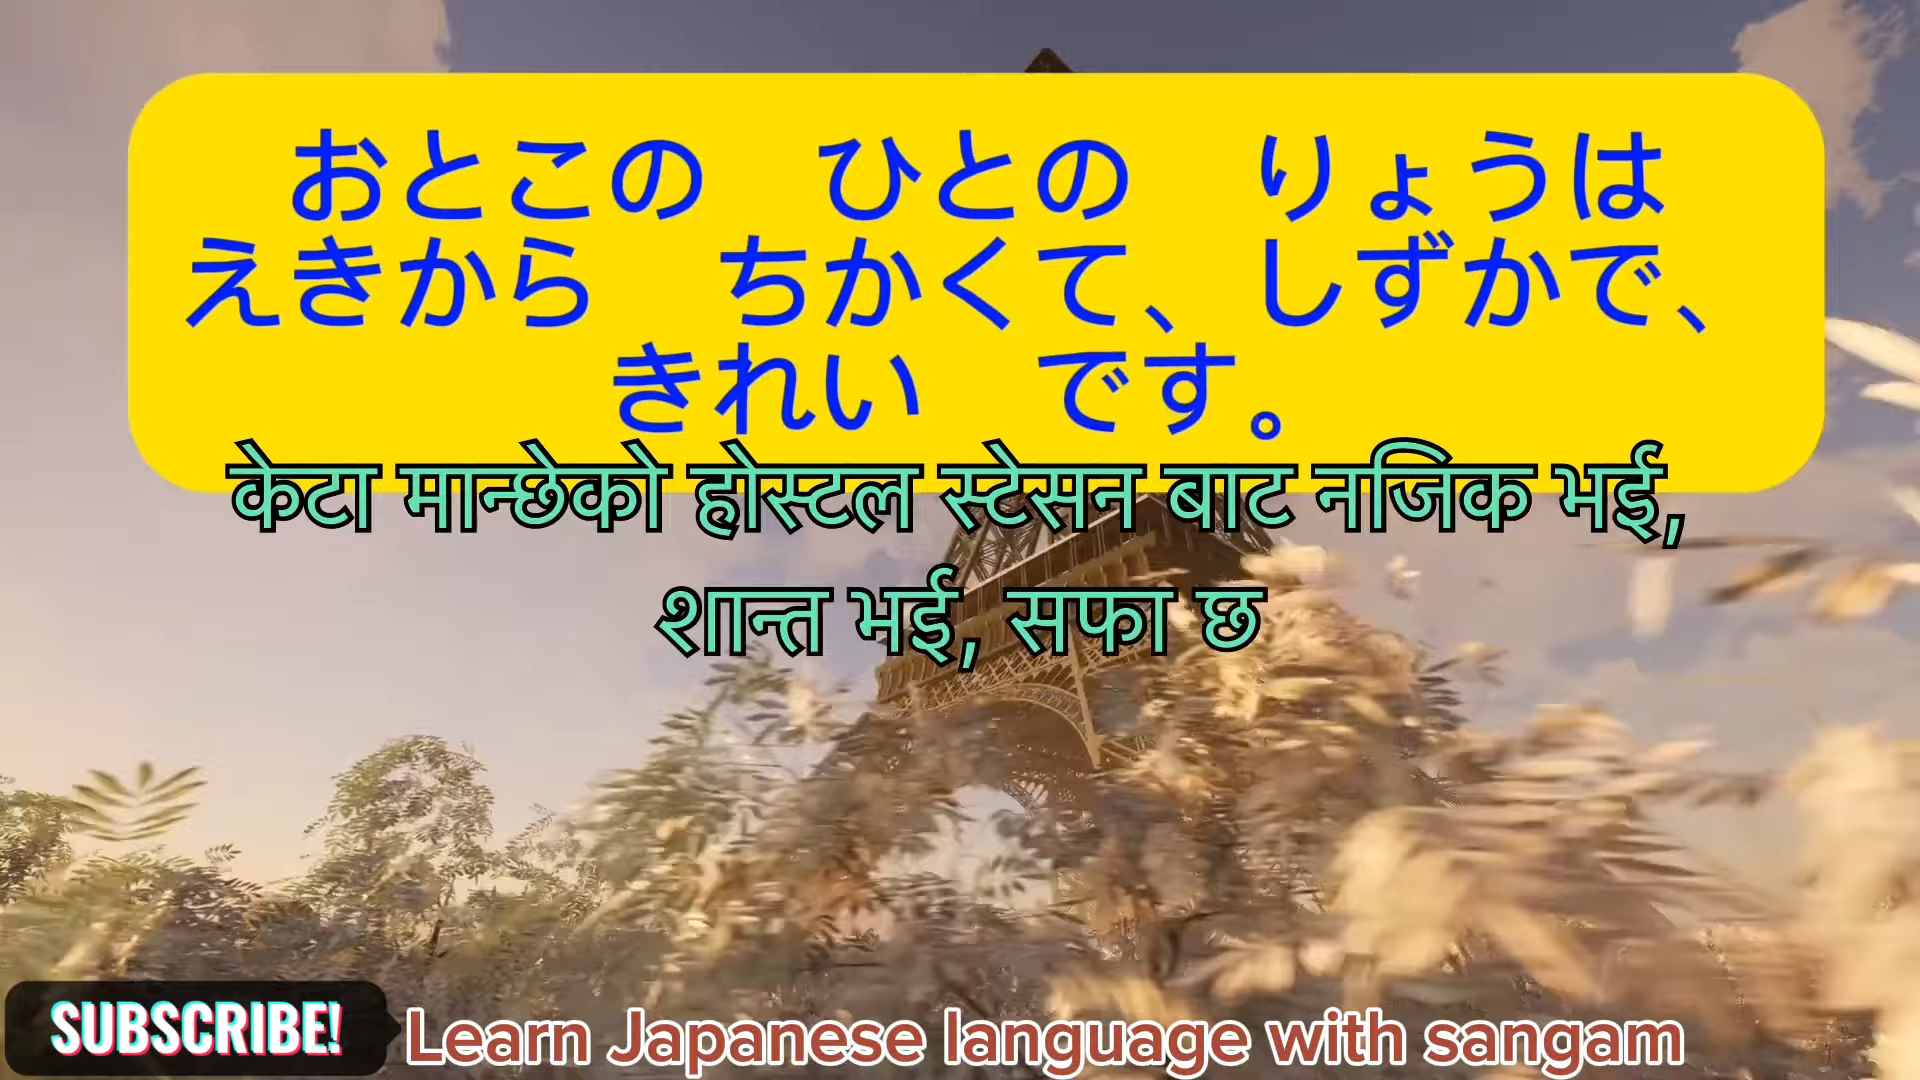 おとこの　ひとの　りょうは
えきから　ちかくて、しずかで、
きれい　です。
केटा मान्छेको होस्टल स्टेसन बाट नजिक भई,
शान्त भई, सफा छ
SUBSCRIBE!
Learn Japanese language with sangam